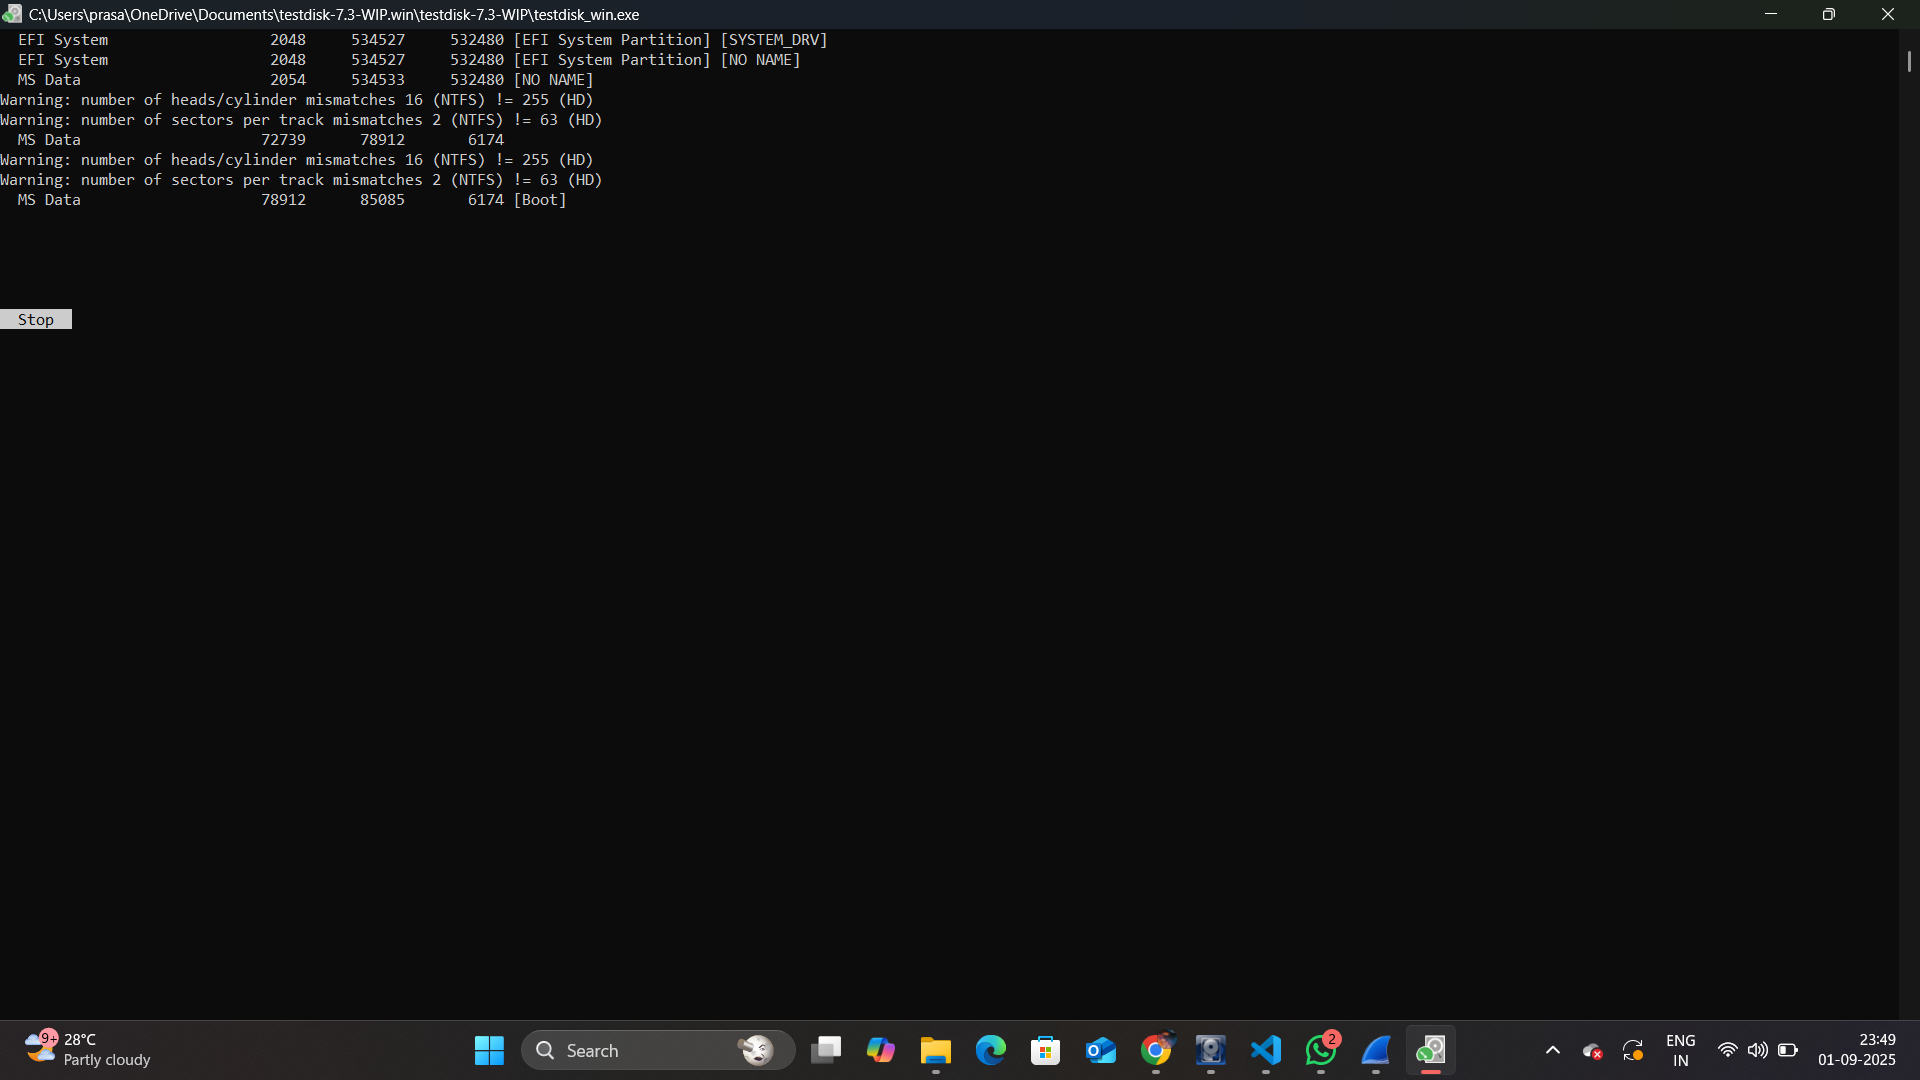 C:\Users\prasa\OneDrive\Documents\testdisk-7.3-WIP.win\testdisk-7.3-WIP\testdisk_win.exe
EFI System 2048 534527 532480 [EFI System Partition] [SYSTEM_DRV]
EFI System 2048 534527 532480 [EFI System Partition] [NO NAME]
MS Data 2054 534533 532480 [NO NAME]
Warning: number of heads/cylinder mismatches 16 (NTFS) != 255 (HD)
Warning: number of sectors per track mismatches 2 (NTFS) != 63 (HD)
MS Data 72739 78912 6174
Warning: number of heads/cylinder mismatches 16 (NTFS) != 255 (HD)
Warning: number of sectors per track mismatches 2 (NTFS) != 63 (HD)
MS Data 78912 85085 6174 [Boot]
Stop
9+
28°C
Partly cloudy
Search
2
ENG
IN
23:49
01-09-2025